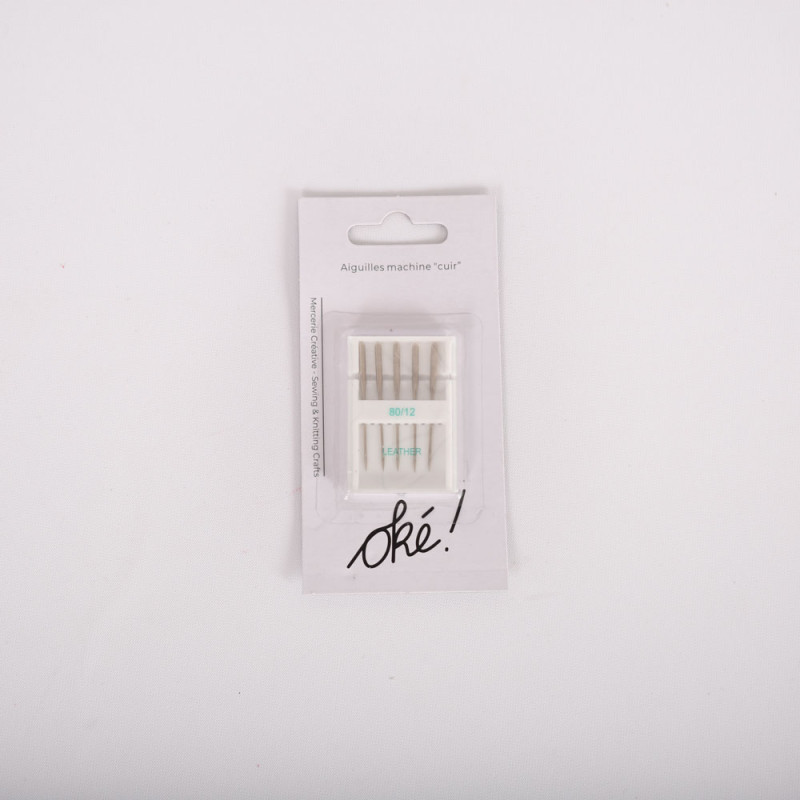 Aiguilles machine "cuir"
Mercerie Créative - Sewing & Knitting Crafts
80/12
LEATHER
Oké!